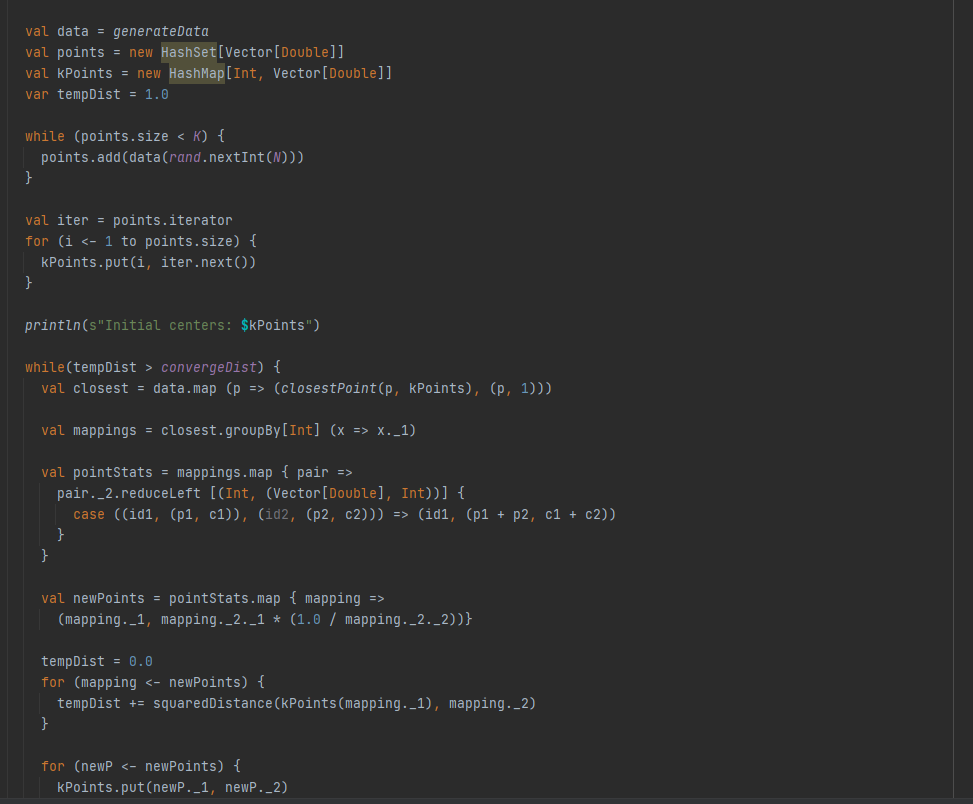 val data = generateData
val points = new HashSet[Vector[Double]]
val kPoints = new HashMap[Int, Vector[Double]]
var tempDist = 1.0
while (points.size < K) {
points.add(data(rand.nextInt(N)))
}
val iter = points.iterator
for (i <- 1 to points.size) {
kPoints.put(i, iter.next())
}
println(s"Initial centers: $kPoints")
while(tempDist > convergeDist) {
val closest = data.map (p => (closestPoint(p, kPoints), (p, 1)))
val mappings = closest.groupBy[Int] (x => x._1)
val pointStats = mappings.map { pair =>
pair._2.reduceLeft [(Int, (Vector[Double], Int))] {
case ((id1, (p1, c1)), (id2, (p2, c2))) => (id1, (p1 + p2, c1 + c2))
}
}
val newPoints = pointStats.map { mapping =>
(mapping._1, mapping._2._1 * (1.0 / mapping._2._2))}
tempDist = 0.0
for (mapping <- newPoints) {
tempDist += squaredDistance(kPoints(mapping._1), mapping._2)
}
for (newP <- newPoints) {
kPoints.put(newP._1, newP._2)